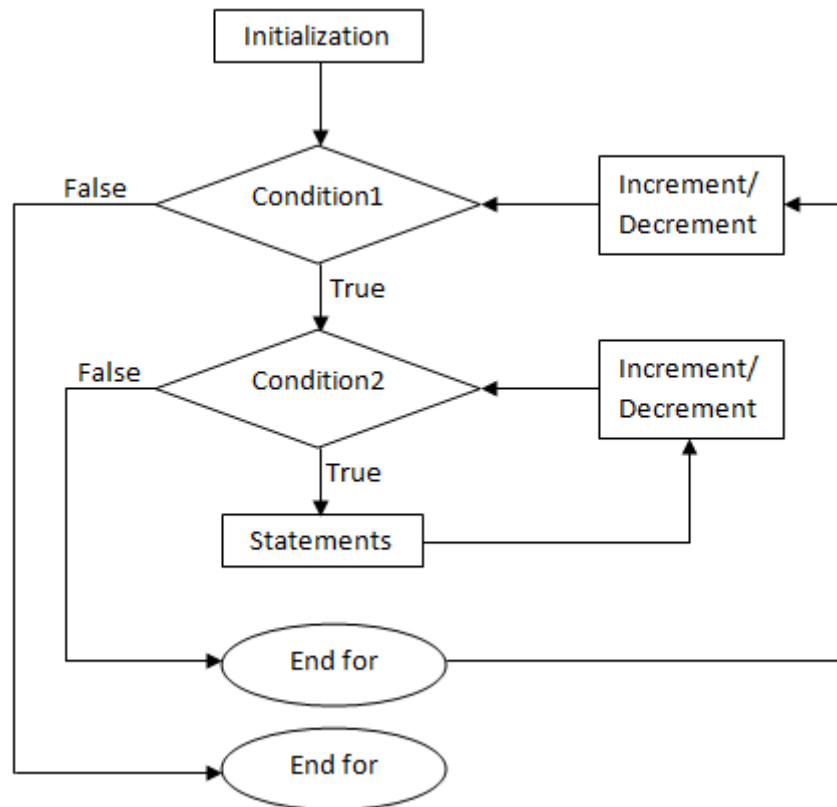 Initialization
False
Condition1
Increment/
Decrement
True
False
Condition2
Increment/
Decrement
True
Statements
End for
End for